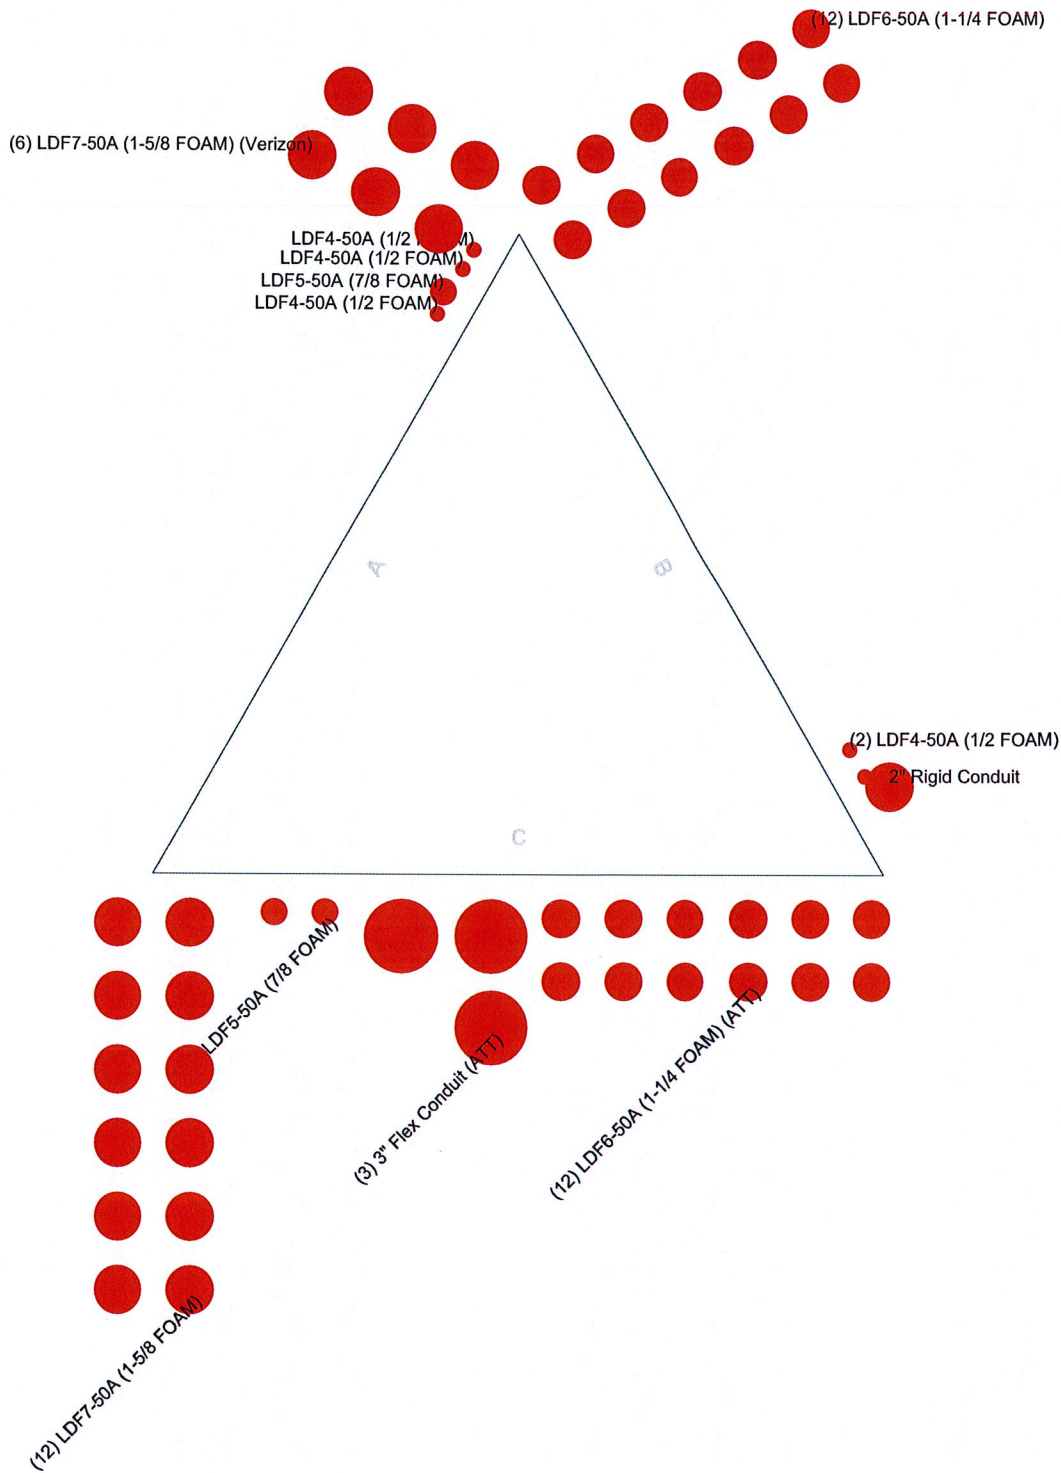 (12) LDF6-50A (1-1/4 FOAM)
(6) LDF7-50A (1-5/8 FOAM) (Verizon)
LDF4-50A (1/2 FOAM)
LDF4-50A (1/2 FOAM)
LDF5-50A (7/8 FOAM)
LDF4-50A (1/2 FOAM)
A
B
(2) LDF4-50A (1/2 FOAM)
2" Rigid Conduit
C
LDF5-50A (7/8 FOAM)
(3) 3" Flex Conduit (ATT)
(12) LDF6-50A (1-1/4 FOAM) (ATT)
(12) LDF7-50A (1-5/8 FOAM)